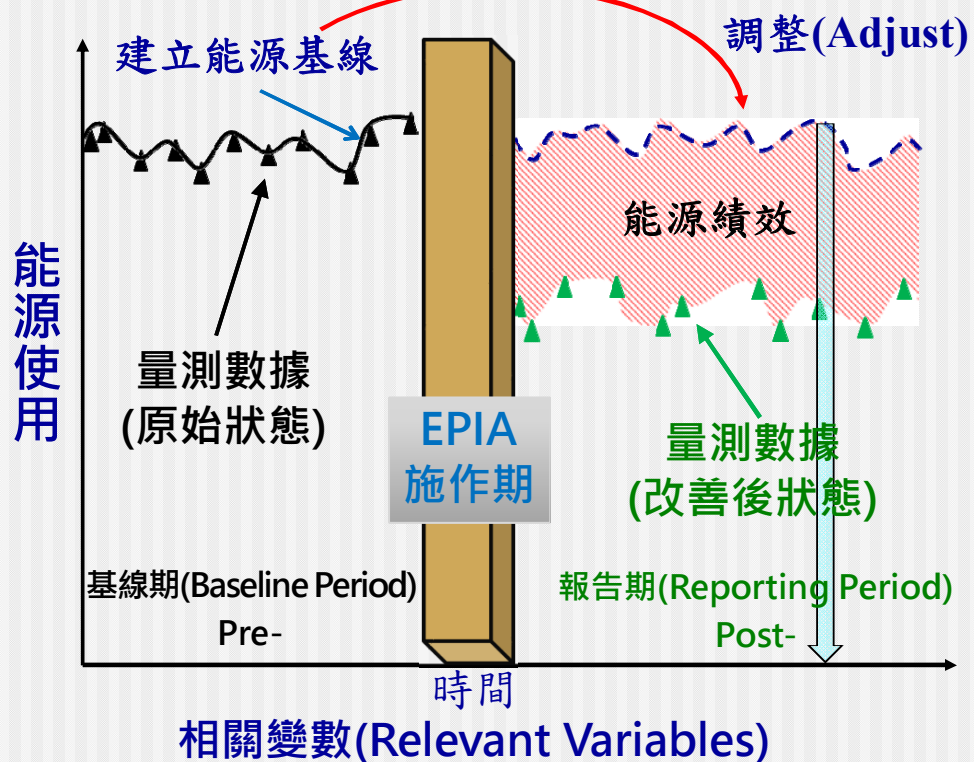 調整(Adjust)
建立能源基線
能源績效
能源使用
量測數據
(原始狀態)
EPIA
施作期
量測數據
(改善後狀態)
基線期(Baseline Period)
Pre-
報告期(Reporting Period)
Post-
時間
相關變數(Relevant Variables)